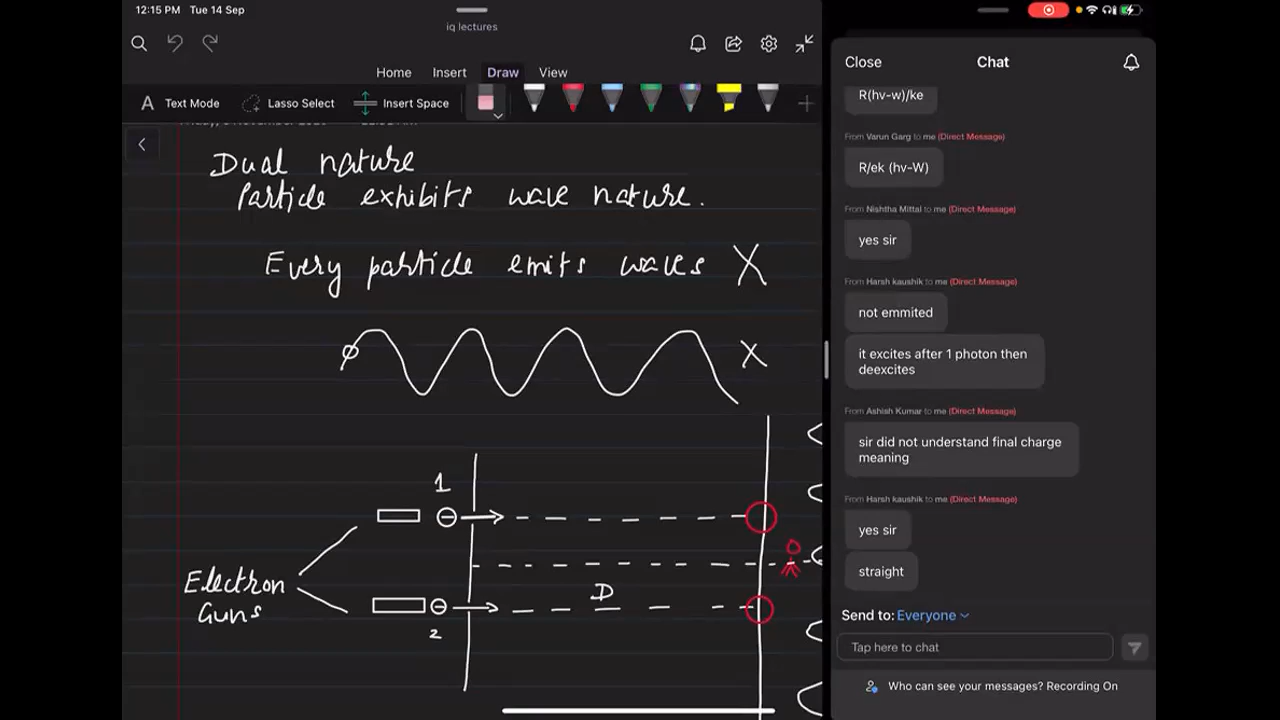 12:15 PM Tue 14 Sep
iq lectures
Home Insert Draw View
A Text Mode Lasso Select Insert Space
Dual nature
Particle exhibits wave nature.
Every particle emits waves X
X
1
Electron
Guns
D
2
Close Chat
R(hv-w)/ke
From Varun Garg to me (Direct Message)
R/ek (hv-W)
From Nishtha Mittal to me (Direct Message)
yes sir
From Harsh kaushik to me (Direct Message)
not emmited
it excites after 1 photon then
deexcites
From Ashish Kumar to me (Direct Message)
sir did not understand final charge
meaning
From Harsh kaushik to me (Direct Message)
yes sir
straight
Send to: Everyone
Tap here to chat
Who can see your messages? Recording On